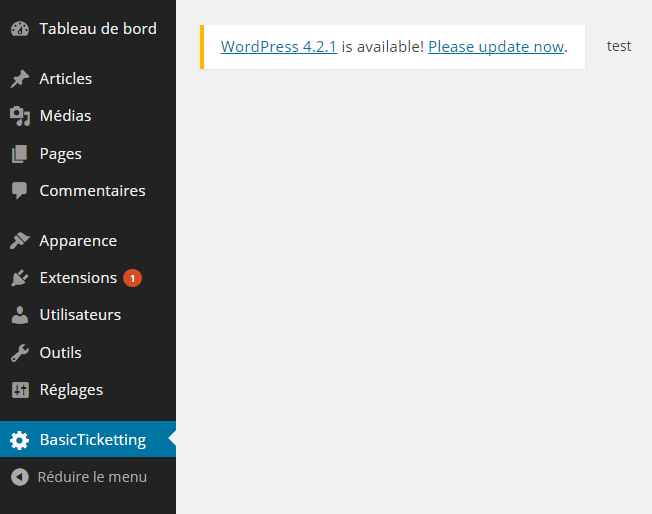 Tableau de bord
Articles
Médias
Pages
Commentaires
Apparence
Extensions 1
Utilisateurs
Outils
Réglages
BasicTicketting
Réduire le menu
WordPress 4.2.1 is available! Please update now.
test